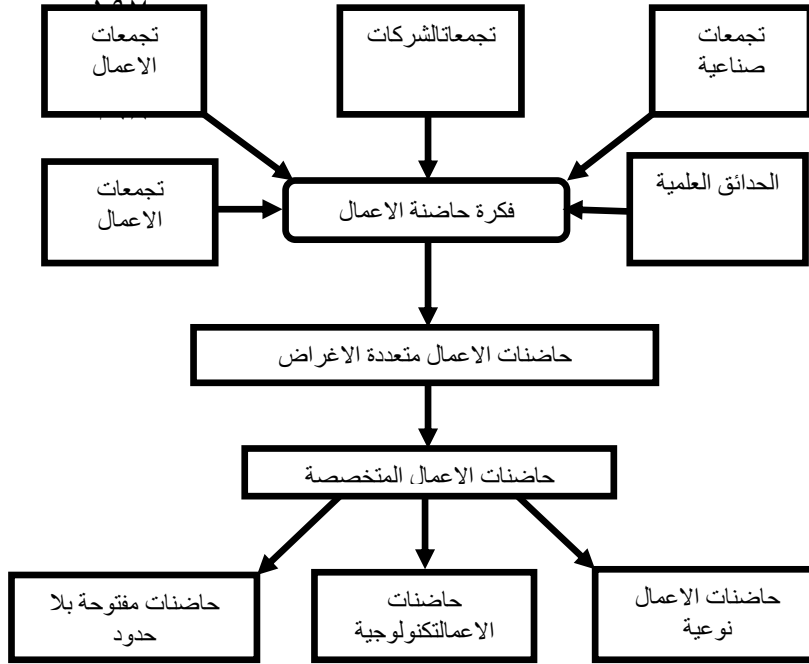 تجمعات
صناعية
تجمعاتالشركات
تجمعات
الاعمال
الحدائق العلمية
فكرة حاضنة الاعمال
تجمعات
الاعمال
حاضنات الاعمال متعددة الاغراض
حاضنات الاعمال المتخصصة
حاضنات الاعمال
نوعية
حاضنات
الاعمالتكنولوجية
حاضنات مفتوحة بلا
حدود